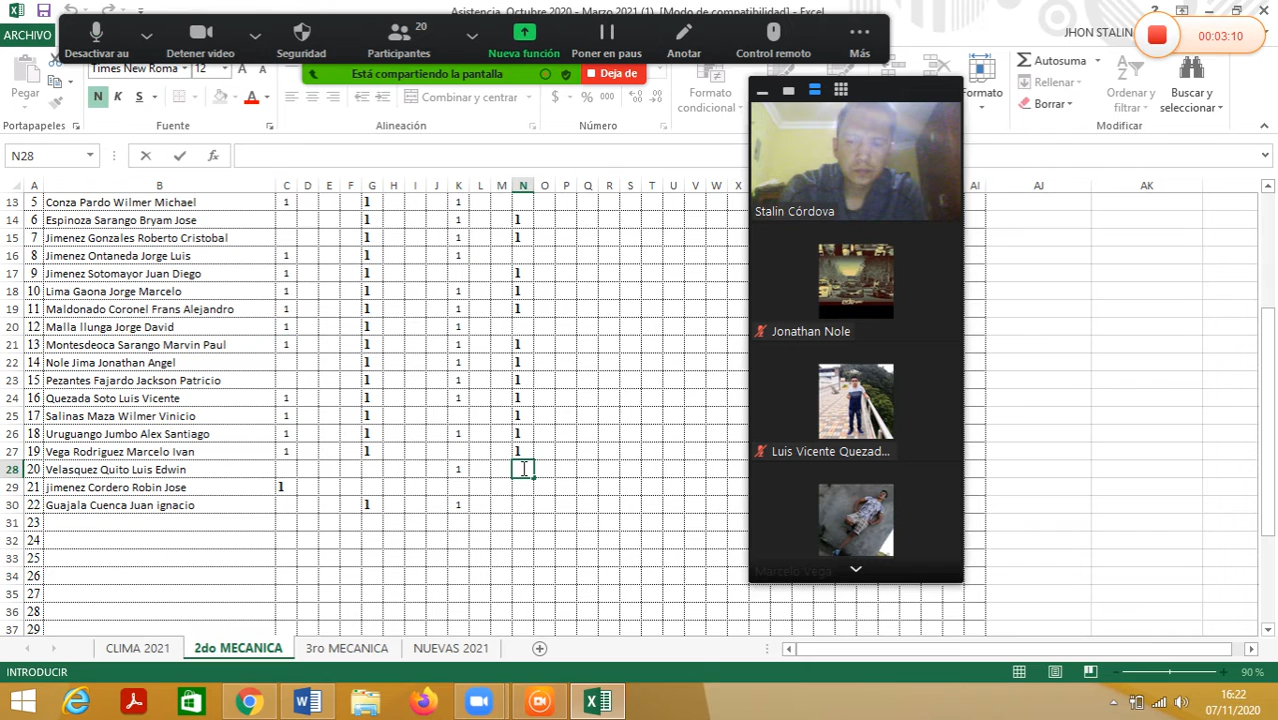 Asistencia. Octubre 2020 - Marzo 2021 (1) [Modo de compatibilidad] - Excel
ARCHIVO
JHON STALIN
Desactivar au
Detener video
Seguridad
20
Participantes
Nueva función
Poner en paus
Anotar
Control remoto
Más
00:03:10
Está compartiendo la pantalla
Deja de
Pegar
Times New Roma
12
N K
Combinar y centrar
$ % 000
Formato
condicional
Formato
Autosuma
Rellenar
Borrar
Ordenar y
filtrar
Buscar y
seleccionar
Portapapeles
Fuente
Alineación
Número
Modificar
N28
fx
A B C D E F G H I J K L M N O P Q R S T U V W X AI AJ AK
13 5 Conza Pardo Wilmer Michael 1 1 1
14 6 Espinoza Sarango Bryam Jose 1 1 1
15 7 Jimenez Gonzales Roberto Cristobal 1 1 1
16 8 Jimenez Ontaneda Jorge Luis 1 1 1
17 9 Jimenez Sotomayor Juan Diego 1 1 1
18 10 Lima Gaona Jorge Marcelo 1 1 1 1
19 11 Maldonado Coronel Frans Alejandro 1 1 1 1
20 12 Malla Ilunga Jorge David 1 1 1
21 13 Montesdeoca Sarango Marvin Paul 1 1 1 1
22 14 Nole Jima Jonathan Angel 1 1 1
23 15 Pezantes Fajardo Jackson Patricio 1 1 1
24 16 Quezada Soto Luis Vicente 1 1 1 1
25 17 Salinas Maza Wilmer Vinicio 1 1 1
26 18 Uruguango Jumbo Alex Santiago 1 1 1 1
27 19 Vega Rodriguez Marcelo Ivan 1 1 1
28 20 Velasquez Quito Luis Edwin 1
29 21 jimenez Cordero Robin Jose 1
30 22 Guajala Cuenca Juan ignacio 1 1
31 23
32 24
33 25
34 26
35 27
36 28
37 29
Stalin Córdova
Jonathan Nole
Luis Vicente Quezad...
Marcelo Vega
CLIMA 2021
2do MECANICA
3ro MECANICA
NUEVAS 2021
INTRODUCIR
90 %
16:22
07/11/2020